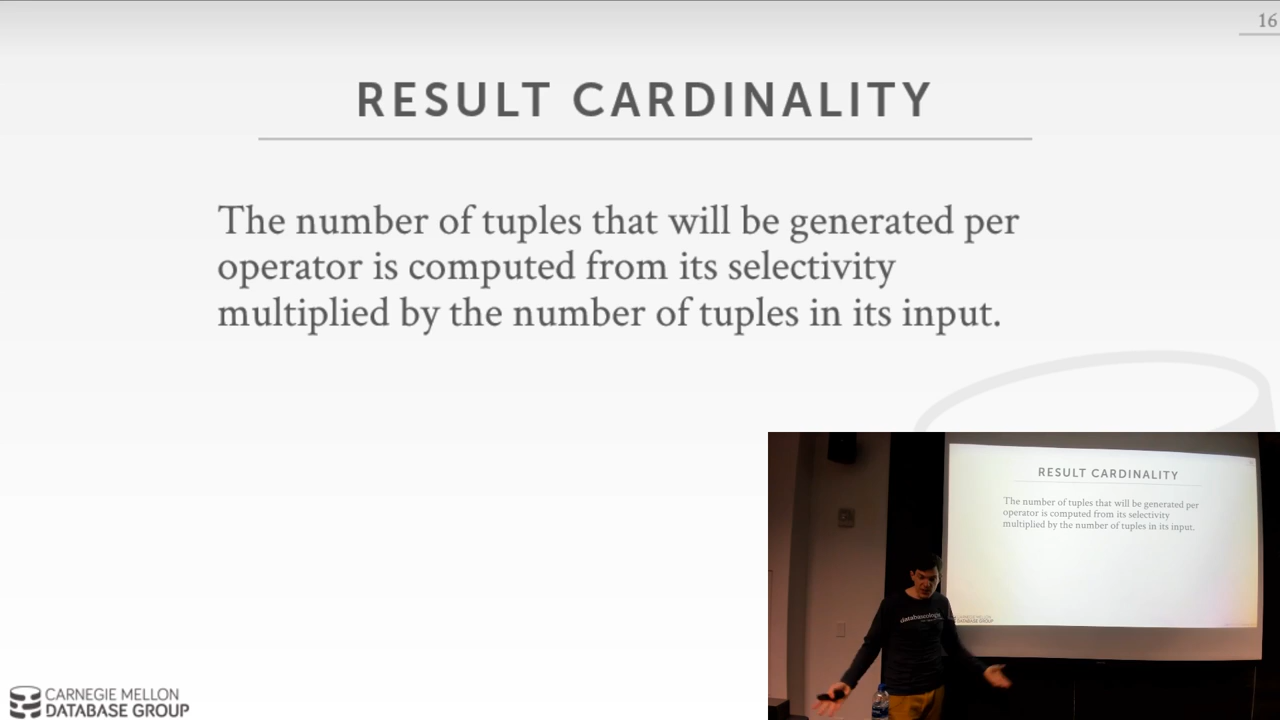 16
RESULT CARDINALITY
The number of tuples that will be generated per
operator is computed from its selectivity
multiplied by the number of tuples in its input.
RESULT CARDINALITY
The number of tuples that will be generated per
operator is computed from its selectivity
multiplied by the number of tuples in its input.
CARNEGIE MELLON
DATABASE GROUP